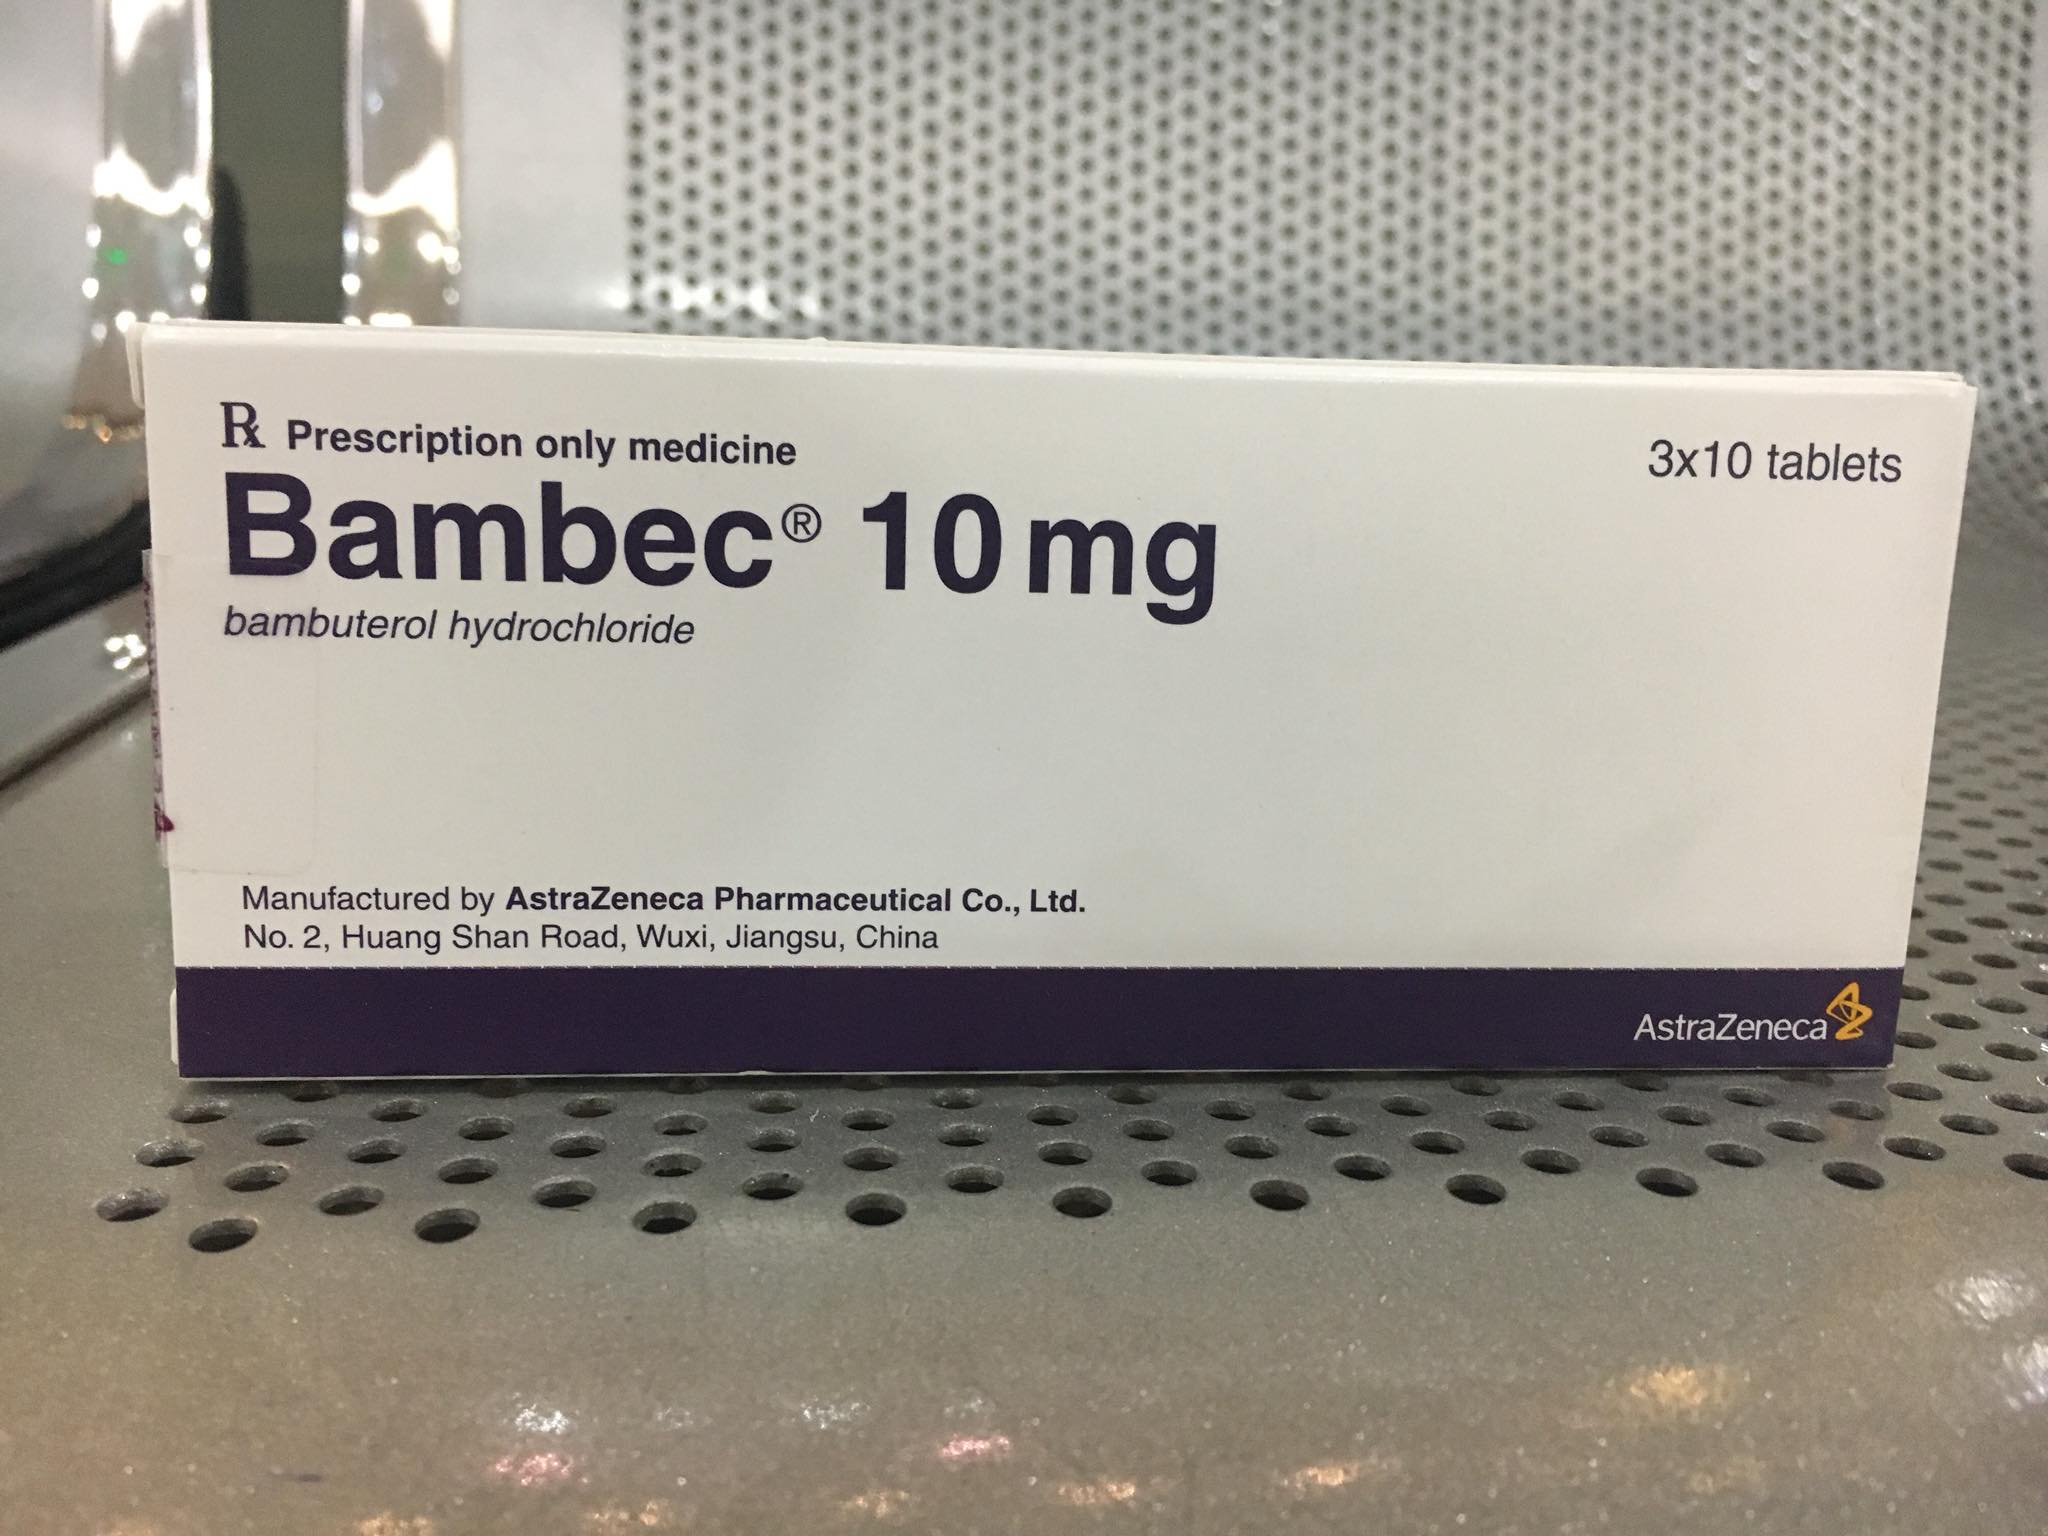 Rx Prescription only medicine
3x10 tablets
Bambec® 10 mg
bambuterol hydrochloride
Manufactured by AstraZeneca Pharmaceutical Co., Ltd.
No. 2, Huang Shan Road, Wuxi, Jiangsu, China
AstraZeneca